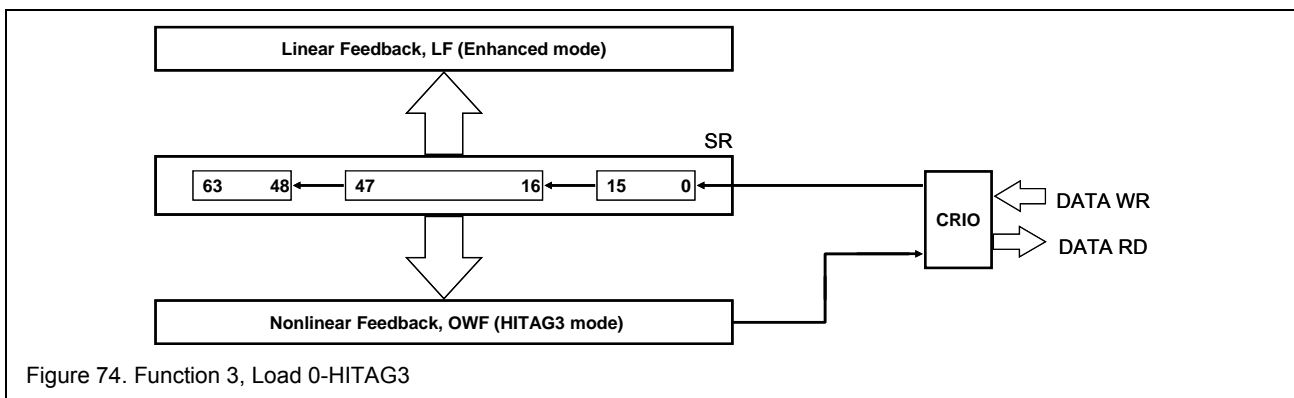 Linear Feedback, LF (Enhanced mode)
SR
63 48 47 16 15 0
CRIO
DATA WR
DATA RD
Nonlinear Feedback, OWF (HITAG3 mode)
Figure 74. Function 3, Load 0-HITAG3